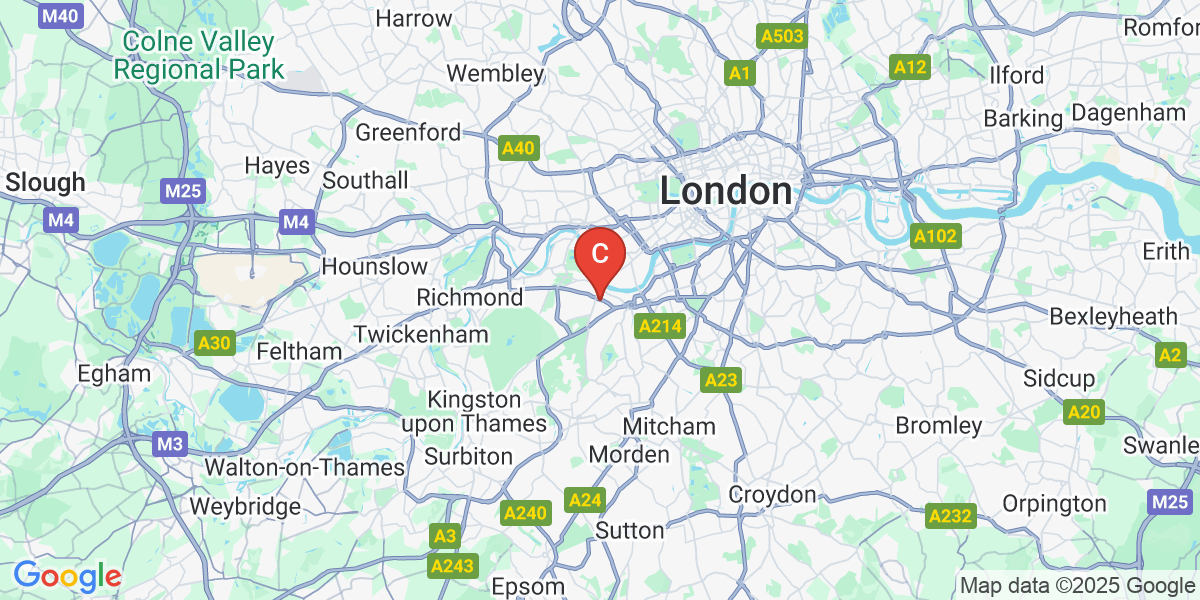 M40
Harrow
A503
Romfor
Colne Valley
Regional Park
Wembley
A1
A12
Ilford
Greenford
A40
Barking
Dagenham
Hayes
Southall
Slough
M25
London
M4
M4
A102
Erith
Hounslow
C
Richmond
Bexleyheath
Twickenham
A214
A30
Feltham
A2
Egham
A23
Sidcup
Kingston
upon Thames
A20
Mitcham
Bromley
M3
Surbiton
Morden
Swanle
Walton-on-Thames
Weybridge
Croydon
A24
Orpington
M25
A240
A232
A3
Sutton
A243
Google
Epsom
Map data ©2025 Google